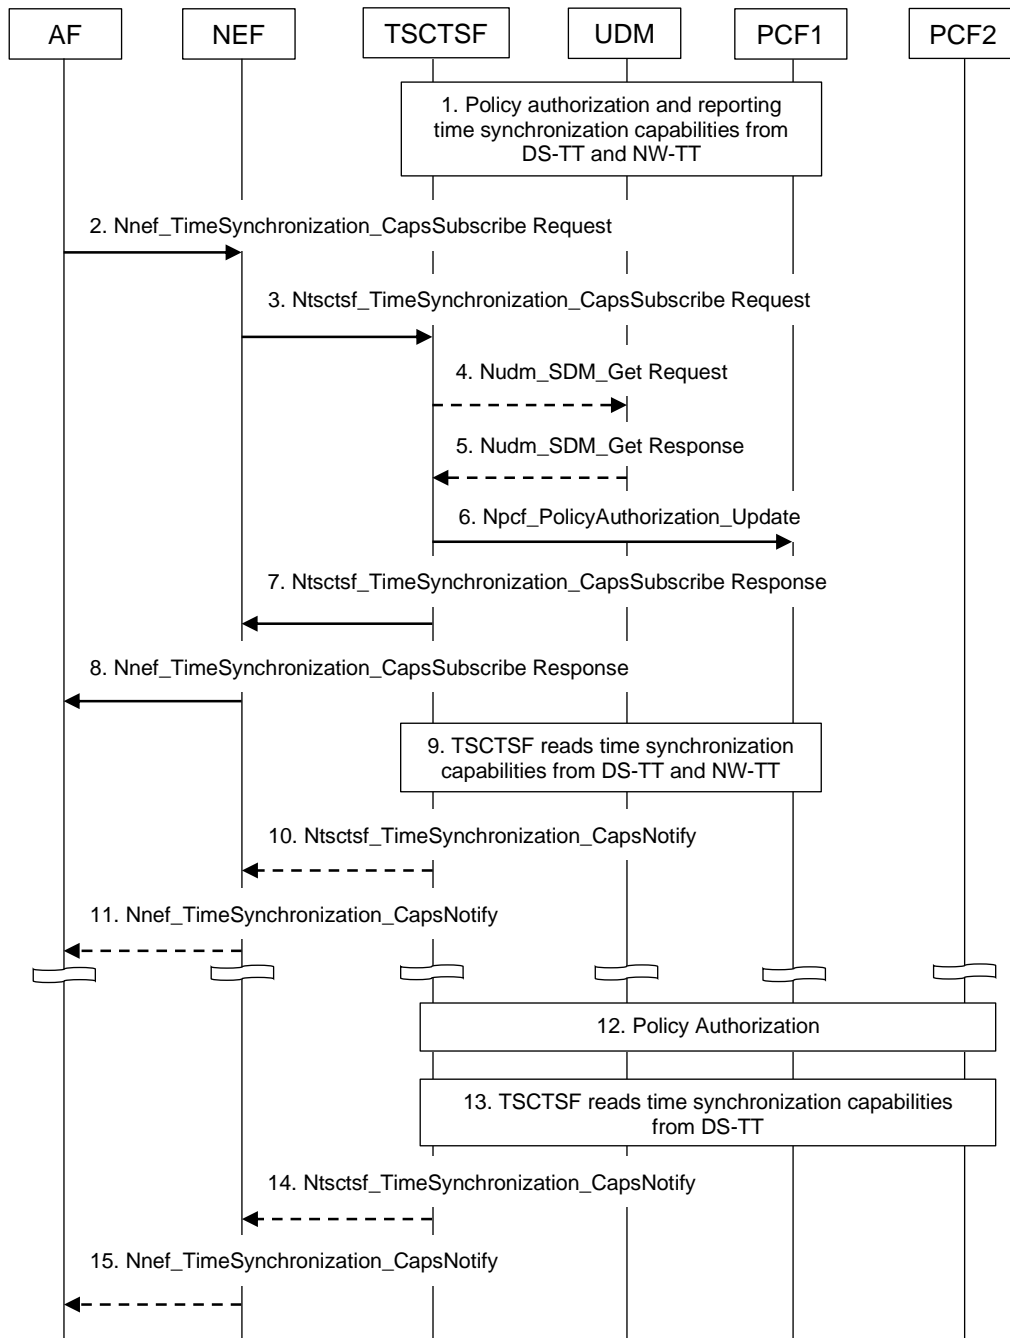 AF
NEF
TSCTSF
UDM
PCF1
PCF2
1. Policy authorization and reporting
time synchronization capabilities from
DS-TT and NW-TT
2. Nnef_TimeSynchronization_CapsSubscribe Request
3. Ntsctsf_TimeSynchronization_CapsSubscribe Request
4. Nudm_SDM_Get Request
5. Nudm_SDM_Get Response
6. Npcf_PolicyAuthorization_Update
7. Ntsctsf_TimeSynchronization_CapsSubscribe Response
8. Nnef_TimeSynchronization_CapsSubscribe Response
9. TSCTSF reads time synchronization
capabilities from DS-TT and NW-TT
10. Ntsctsf_TimeSynchronization_CapsNotify
11. Nnef_TimeSynchronization_CapsNotify
12. Policy Authorization
13. TSCTSF reads time synchronization capabilities
from DS-TT
14. Ntsctsf_TimeSynchronization_CapsNotify
15. Nnef_TimeSynchronization_CapsNotify